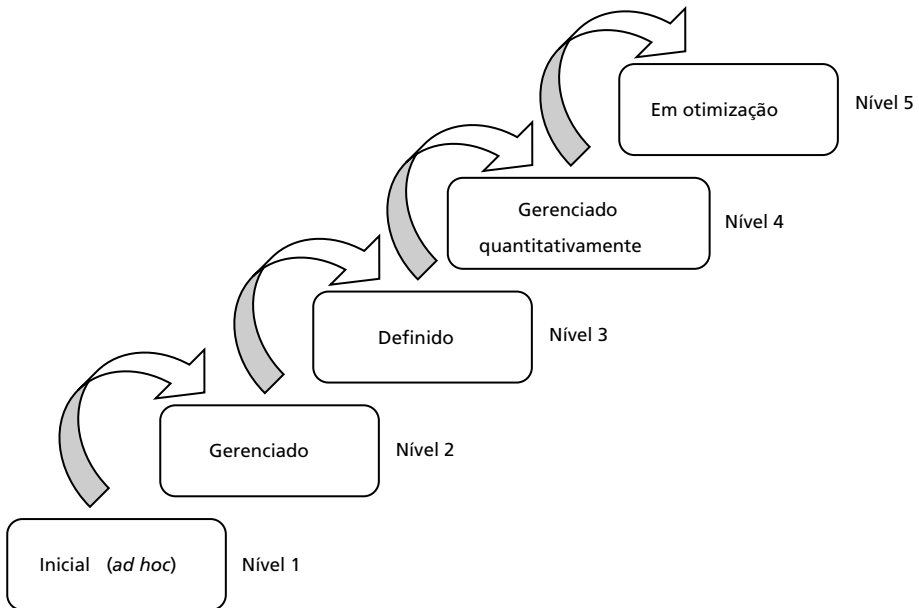 Em otimização
Nível 5
Gerenciado
quantitativamente
Nível 4
Definido
Nível 3
Gerenciado
Nível 2
Inicial (ad hoc)
Nível 1